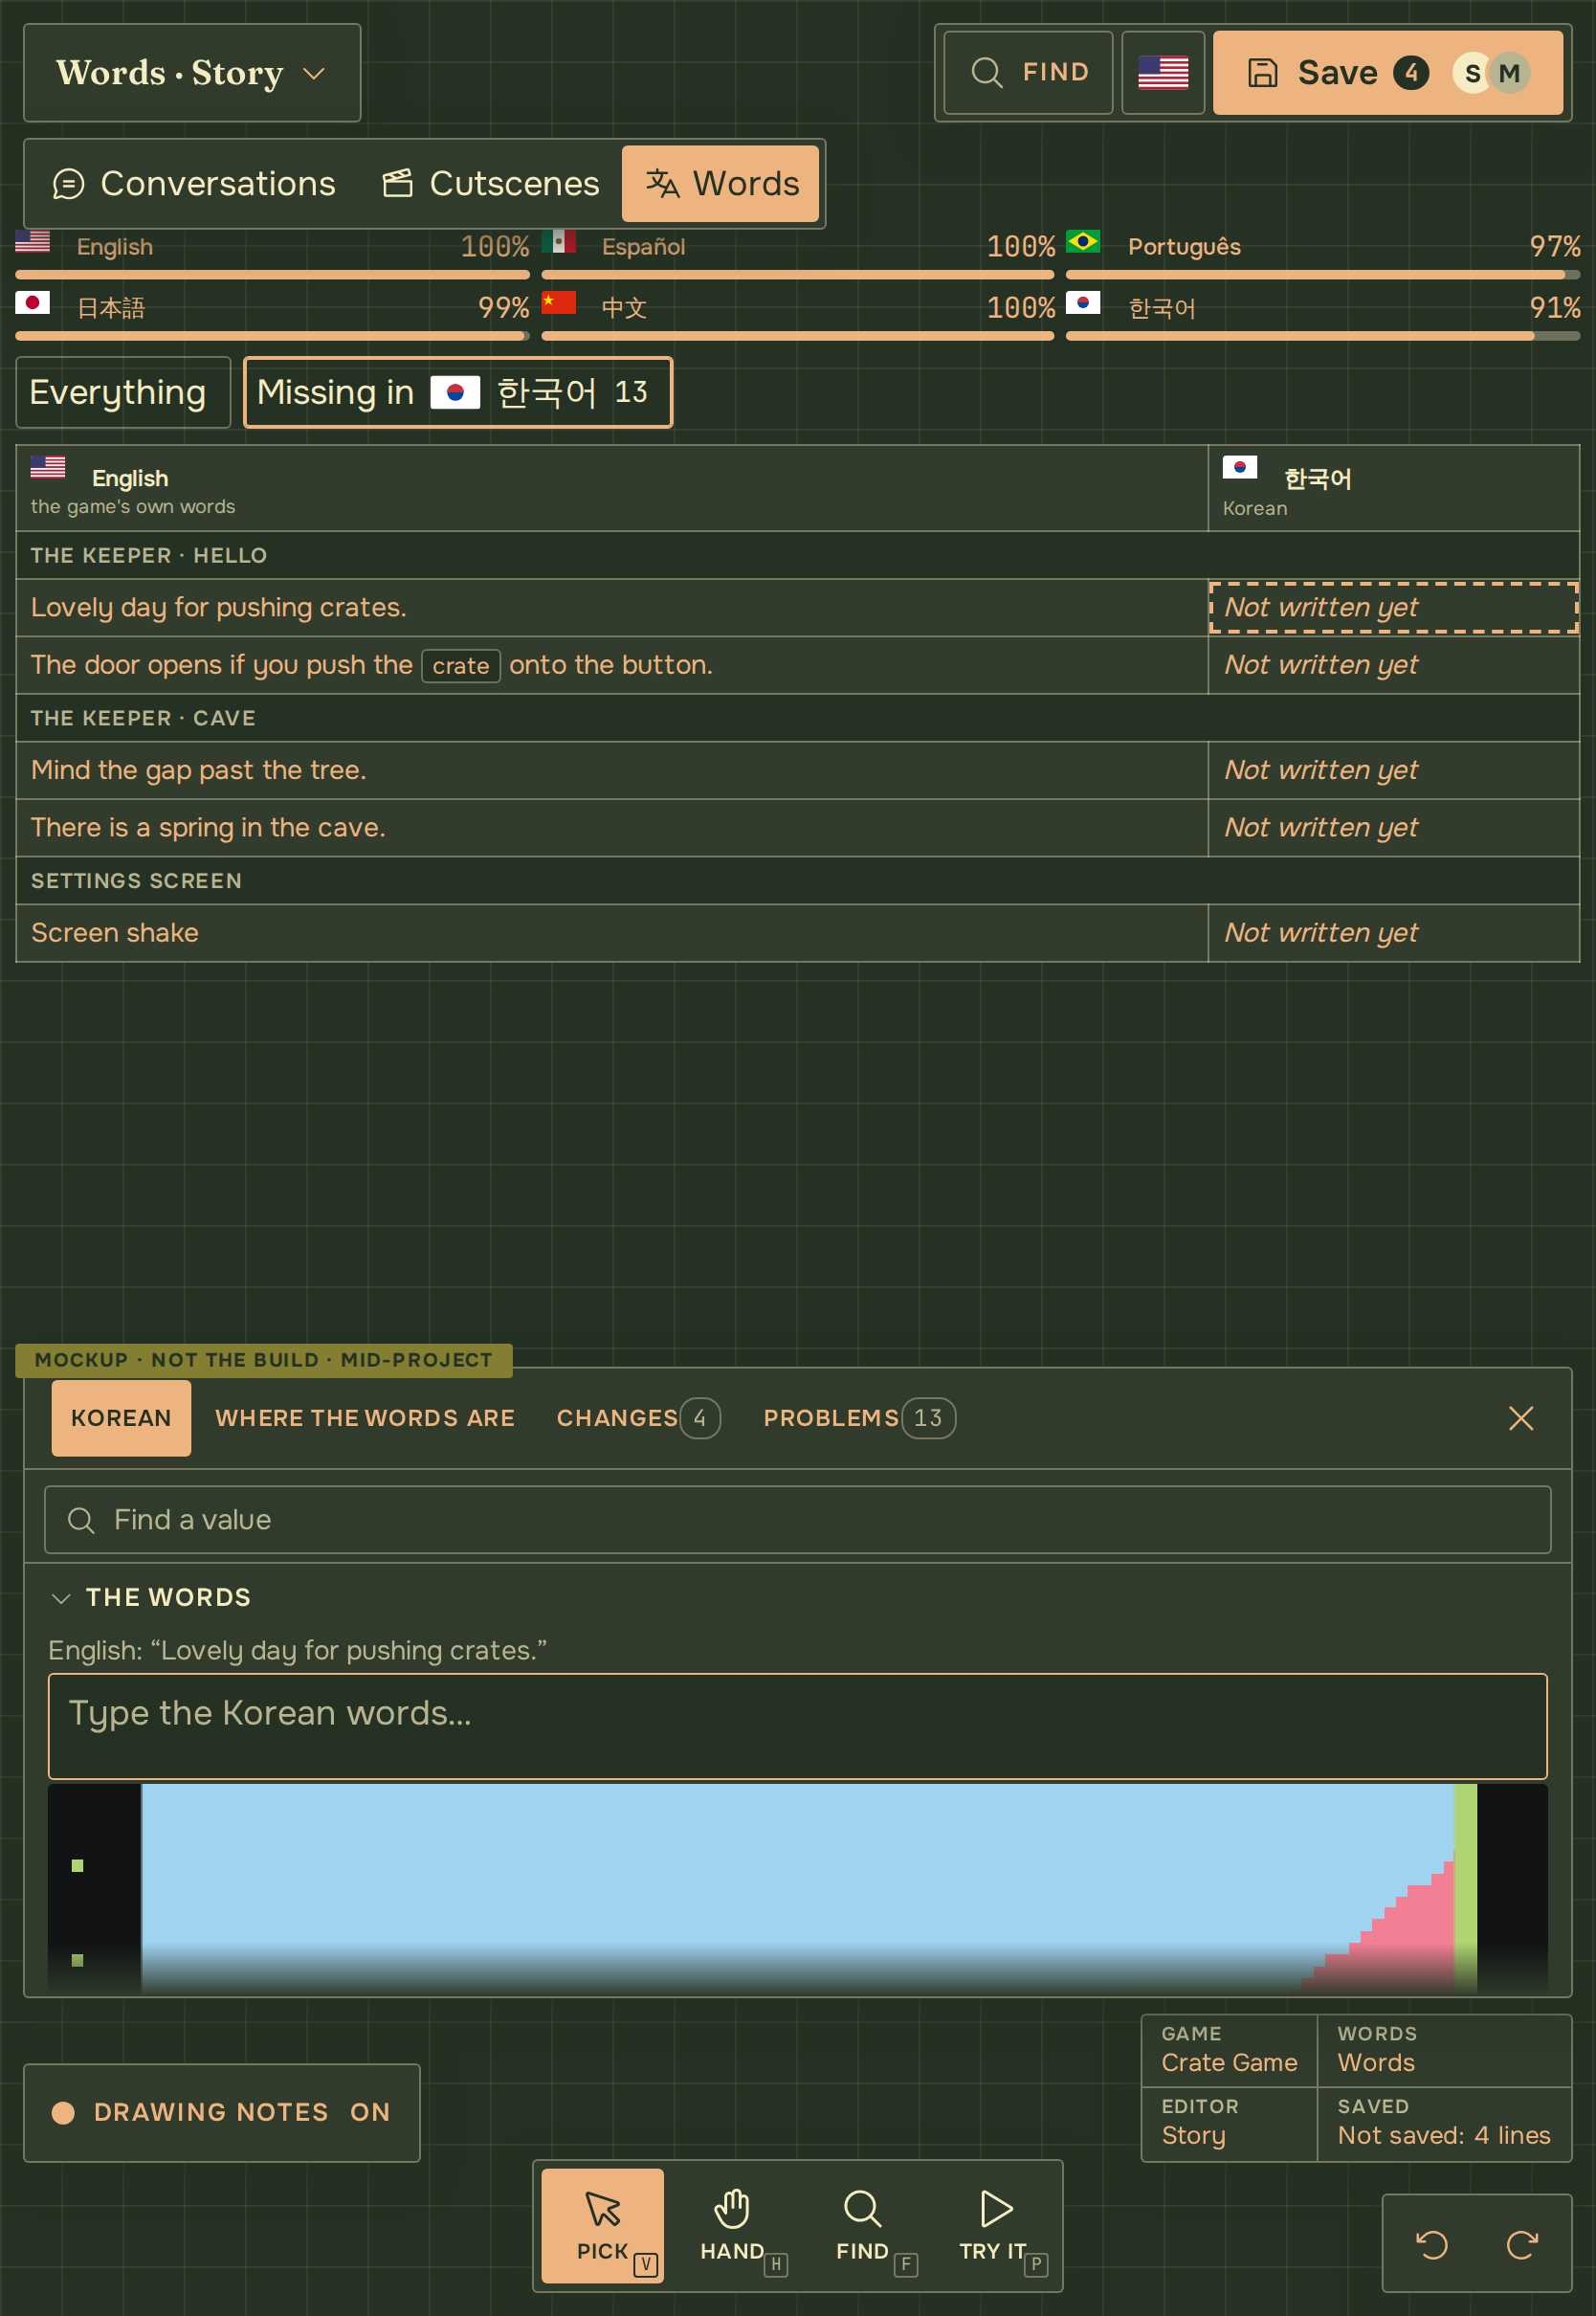 Words · Story
FIND
Save 4 S M
Conversations Cutscenes Words
English 100% Español 100% Português 97%
日本語 99% 中文 100% 한국어 91%
Everything Missing in 한국어 13
English 한국어
the game's own words Korean
THE KEEPER · HELLO
Lovely day for pushing crates. Not written yet
The door opens if you push the crate onto the button. Not written yet
THE KEEPER · CAVE
Mind the gap past the tree. Not written yet
There is a spring in the cave. Not written yet
SETTINGS SCREEN
Screen shake Not written yet
MOCKUP · NOT THE BUILD · MID-PROJECT
KOREAN WHERE THE WORDS ARE CHANGES 4 PROBLEMS 13
Find a value
THE WORDS
English: “Lovely day for pushing crates.”
Type the Korean words...
GAME WORDS
Crate Game Words
EDITOR SAVED
Story Not saved: 4 lines
DRAWING NOTES ON
PICK V HAND H FIND F TRY IT P